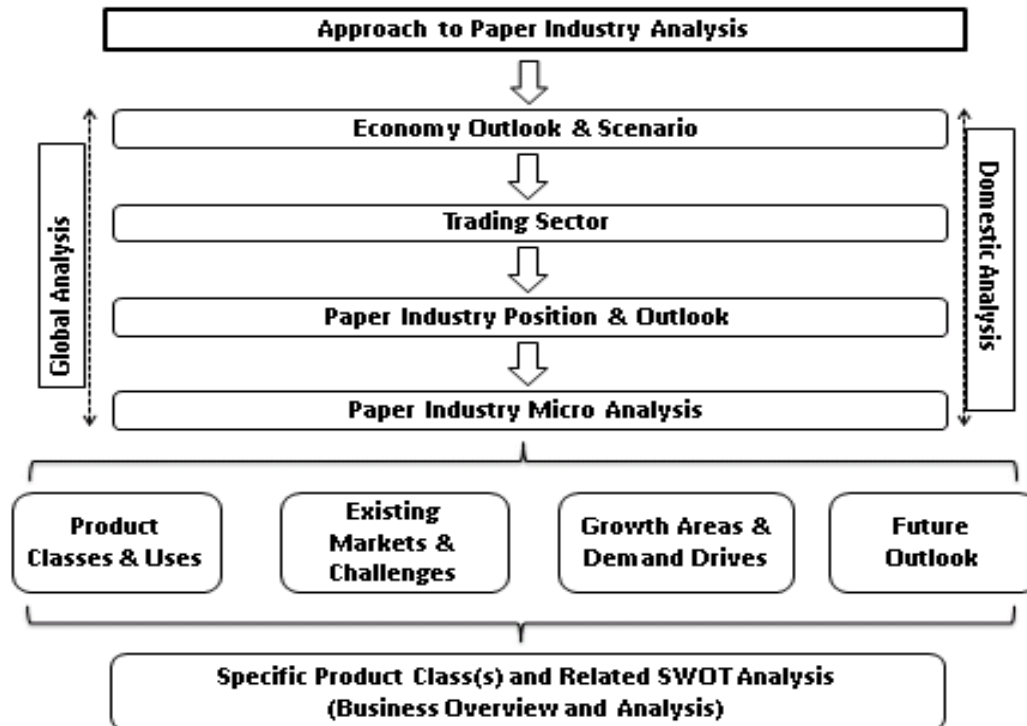 Approach to Paper Industry Analysis
Economy Outlook & Scenario
Trading Sector
Paper Industry Position & Outlook
Paper Industry Micro Analysis
Global Analysis
Domestic Analysis
Product
Classes & Uses
Existing
Markets &
Challenges
Growth Areas &
Demand Drives
Future
Outlook
Specific Product Class(s) and Related SWOT Analysis
(Business Overview and Analysis)